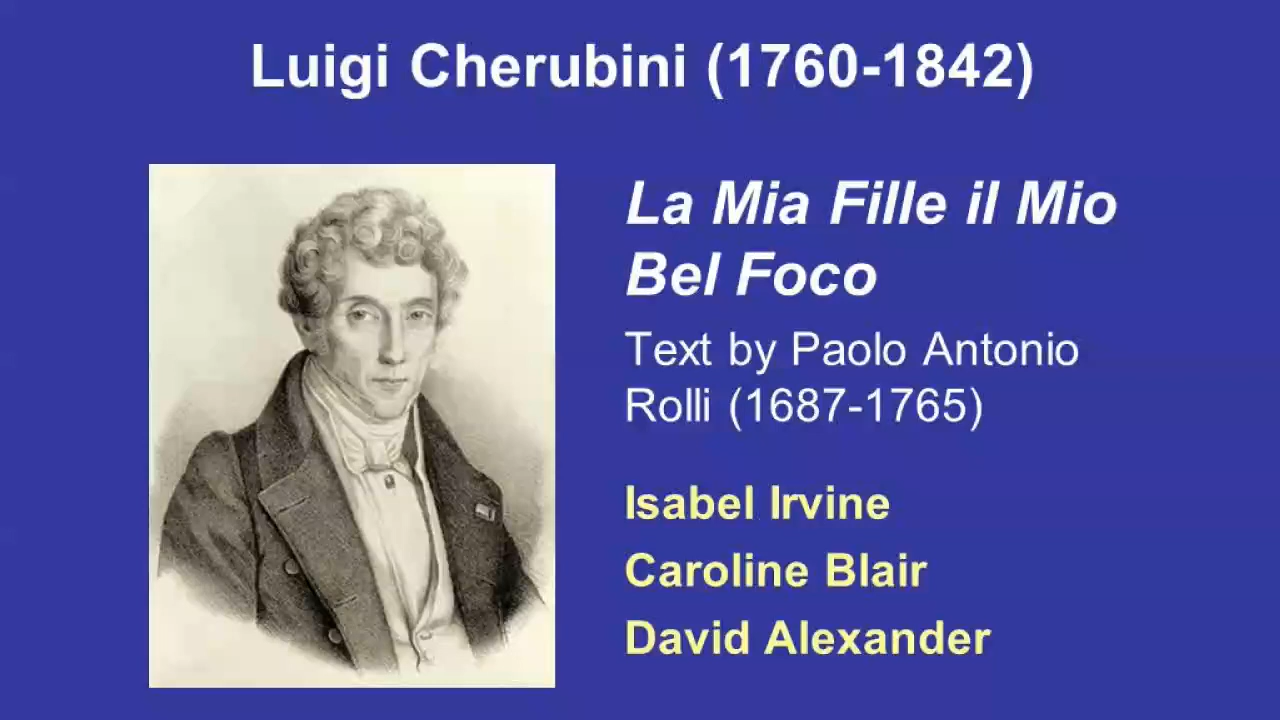 Luigi Cherubini (1760-1842)
La Mia Fille il Mio
Bel Foco
Text by Paolo Antonio
Rolli (1687-1765)
Isabel Irvine
Caroline Blair
David Alexander